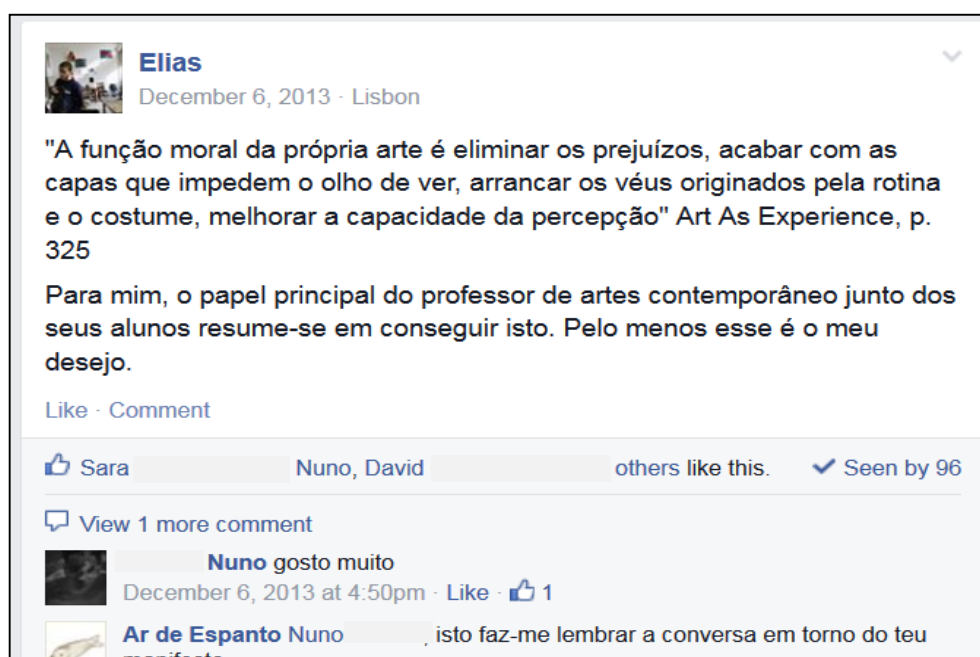 Elias
December 6, 2013 · Lisbon
"A função moral da própria arte é eliminar os prejuízos, acabar com as
capas que impedem o olho de ver, arrancar os véus originados pela rotina
e o costume, melhorar a capacidade da percepção" Art As Experience, p.
325
Para mim, o papel principal do professor de artes contemporâneo junto dos
seus alunos resume-se em conseguir isto. Pelo menos esse é o meu
desejo.
Like · Comment
Sara Nuno, David others like this. Seen by 96
View 1 more comment
Nuno gosto muito
December 6, 2013 at 4:50pm · Like · 1
Ar de Espanto Nuno , isto faz-me lembrar a conversa em torno do teu